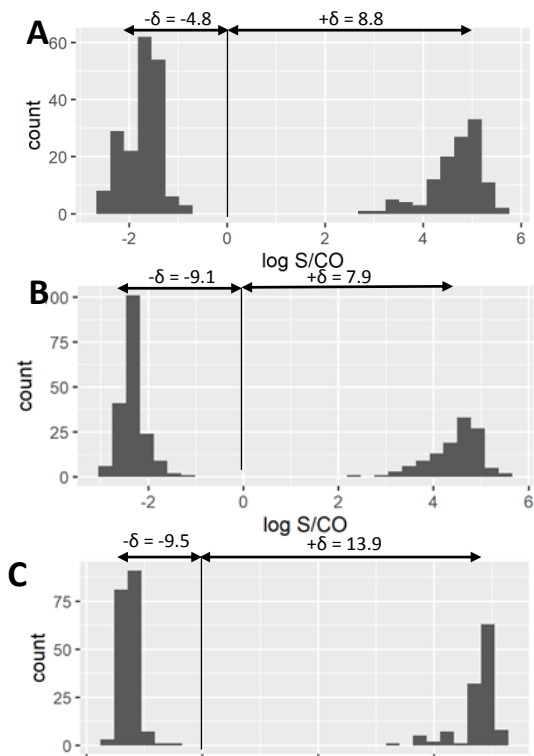 A
-δ = -4.8 +δ = 8.8
count
60
40
20
0
-2 0 2 4 6
log S/CO
B
-δ = -9.1 +δ = 7.9
count
00
75
50
25
0
-2 0 2 4 6
log S/CO
C
-δ = -9.5 +δ = 13.9
count
75
50
25
0